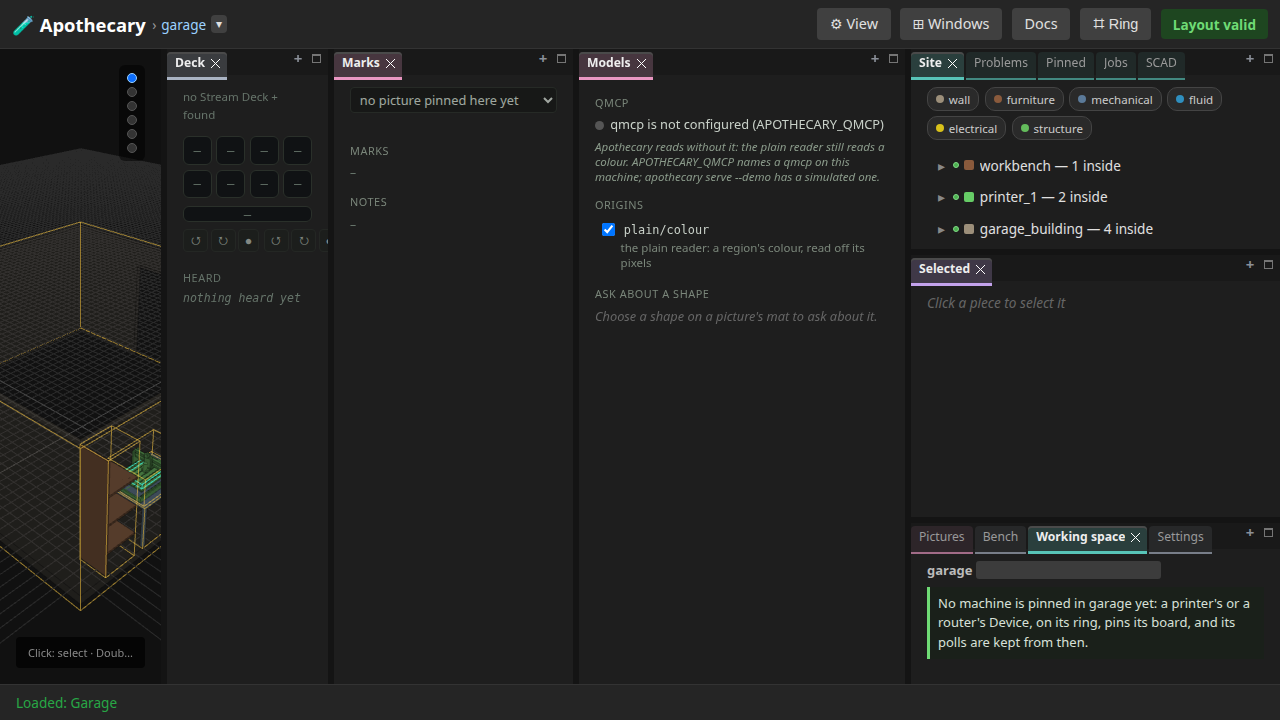 Apothecary › garage ▾
⚙ View
⊞ Windows
Docs
⌗ Ring
Layout valid
Deck
no Stream Deck +
found
– – – –
– – – –
–
↺ ↻ ● ↺ ↻
HEARD
nothing heard yet
Marks
no picture pinned here yet
MARKS
–
NOTES
–
Models
QMCP
qmcp is not configured (APOTHECARY_QMCP)
Apothecary reads without it: the plain reader still reads a
colour. APOTHECARY_QMCP names a qmcp on this
machine; apothecary serve --demo has a simulated one.
ORIGINS
plain/colour
the plain reader: a region's colour, read off its
pixels
ASK ABOUT A SHAPE
Choose a shape on a picture's mat to ask about it.
Site Problems Pinned Jobs SCAD
wall furniture mechanical fluid
electrical structure
▸ workbench — 1 inside
▸ printer_1 — 2 inside
▸ garage_building — 4 inside
Selected
Click a piece to select it
Pictures Bench Working space Settings
garage
No machine is pinned in garage yet: a printer's or a
router's Device, on its ring, pins its board, and its
polls are kept from then.
Click: select · Doub...
Loaded: Garage